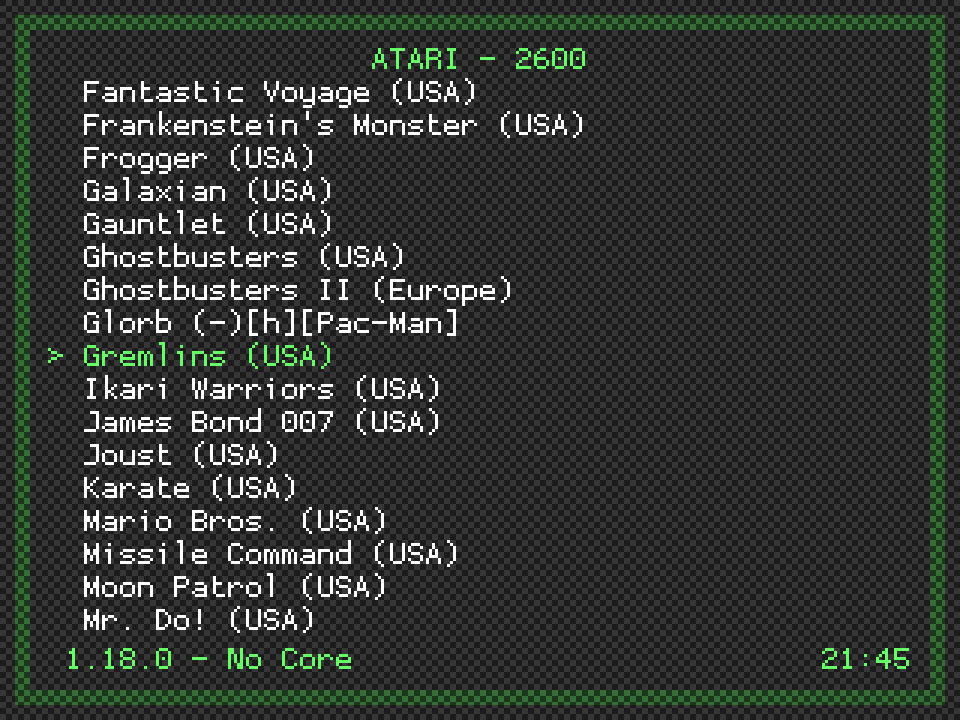 ATARI - 2600
Fantastic Voyage (USA)
Frankenstein's Monster (USA)
Frogger (USA)
Galaxian (USA)
Gauntlet (USA)
Ghostbusters (USA)
Ghostbusters II (Europe)
Glorb (-)[h][Pac-Man]
> Gremlins (USA)
Ikari Warriors (USA)
James Bond 007 (USA)
Joust (USA)
Karate (USA)
Mario Bros. (USA)
Missile Command (USA)
Moon Patrol (USA)
Mr. Do! (USA)
1.18.0 - No Core 21:45